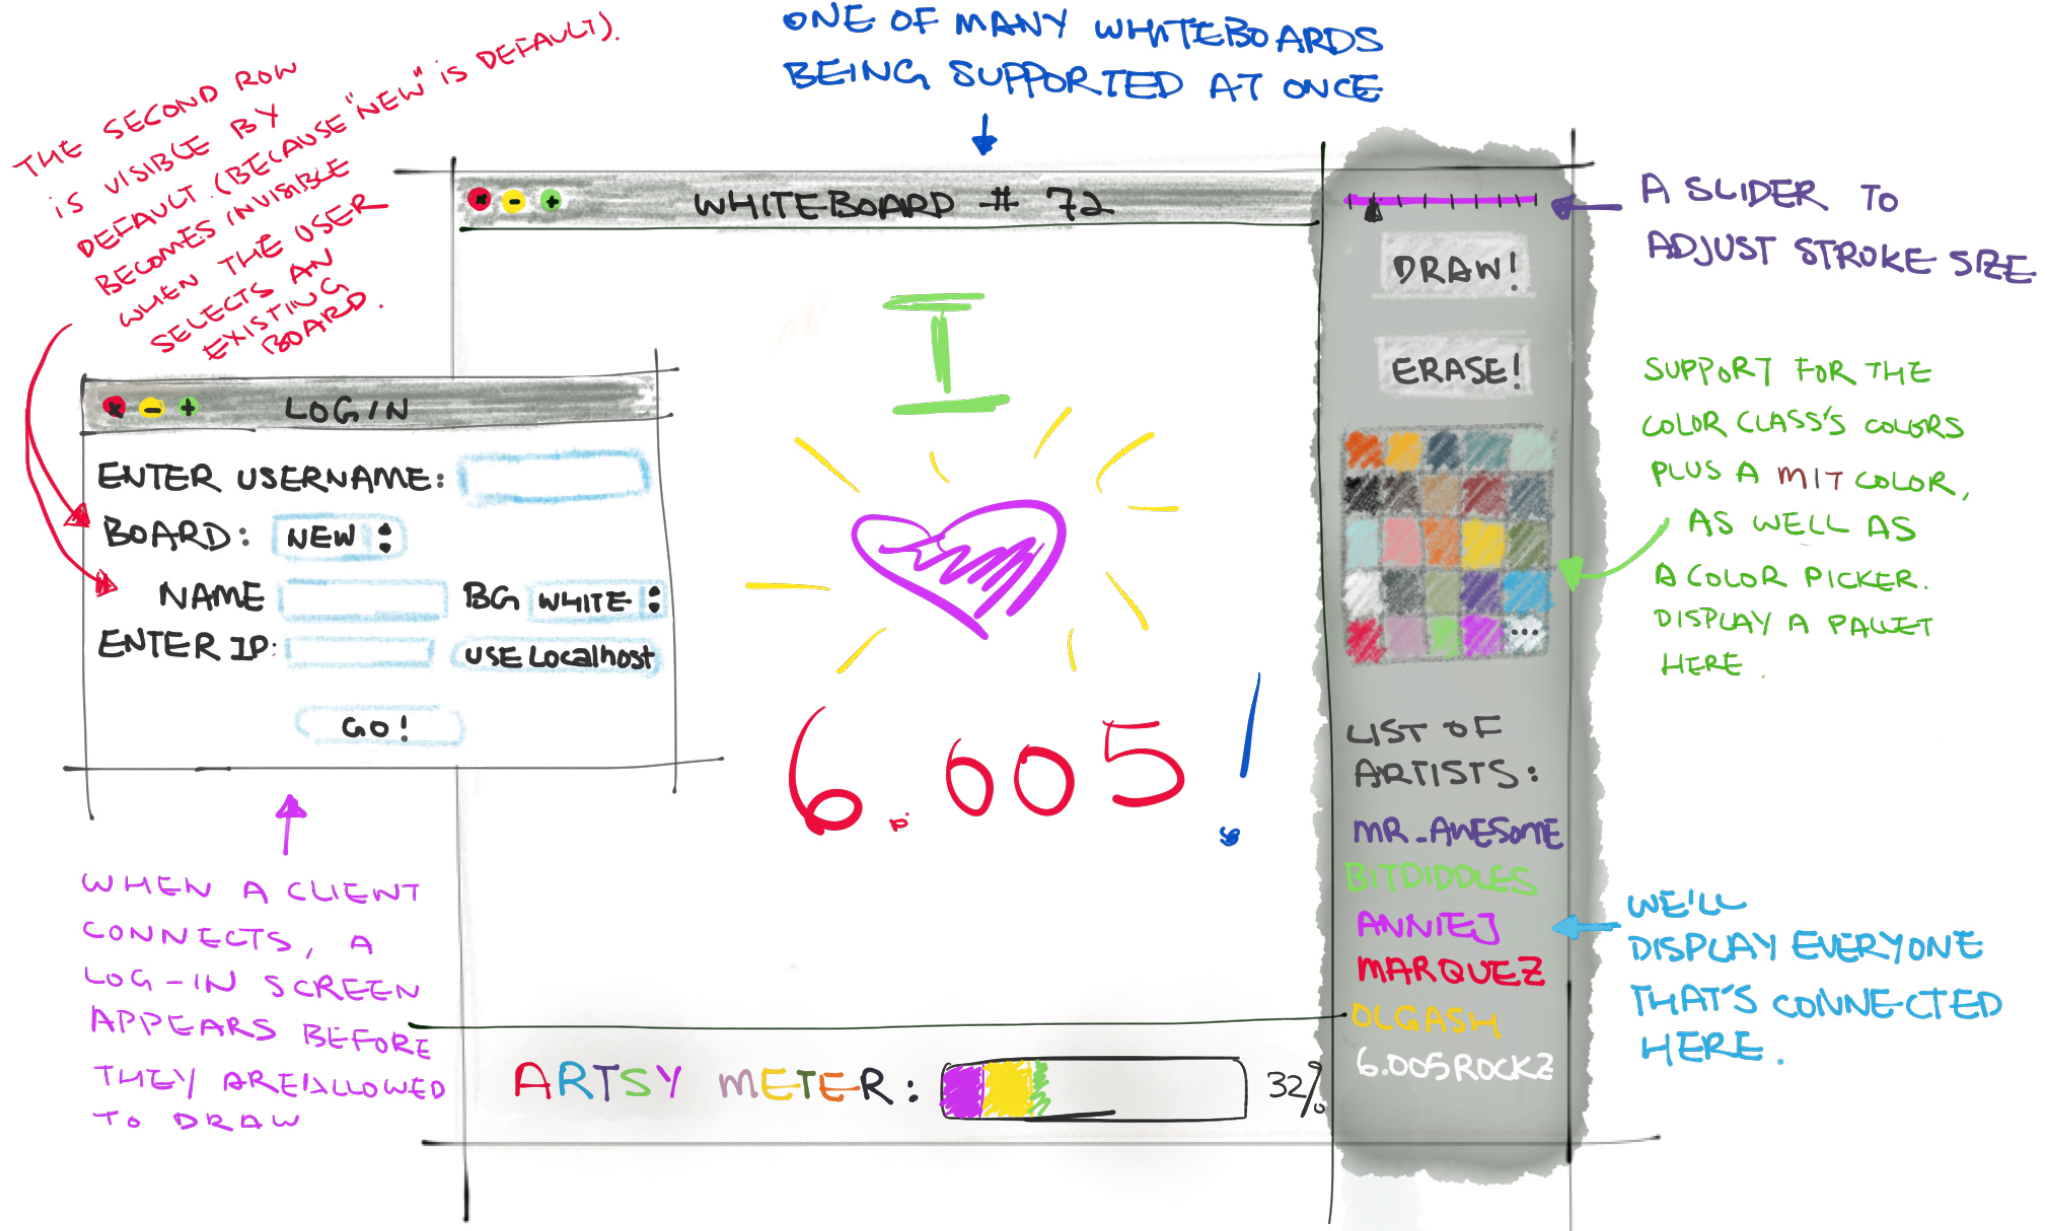 ONE OF MANY WHITEBOARDS
BEING SUPPORTED AT ONCE
THE SECOND ROW
IS VISIBLE BY
DEFAULT. (BECAUSE "NEW" IS DEFAULT).
BECOMES INVISIBLE
WHEN THE USER
SELECTS AN
EXISTING
BOARD.
WHITEBOARD # 72
A SLIDER TO
ADJUST STROKE SIZE
DRAW!
ERASE!
I
6.005!
SUPPORT FOR THE
COLOR CLASS'S COLORS
PLUS A MIT COLOR,
AS WELL AS
A COLOR PICKER.
DISPLAY A PALLET
HERE.
...
LOGIN
ENTER USERNAME:
BOARD: NEW
NAME BG WHITE
ENTER IP: USE Localhost
GO!
WHEN A CLIENT
CONNECTS, A
LOG-IN SCREEN
APPEARS BEFORE
THEY ARE ALLOWED
TO DRAW
LIST OF
ARTISTS:
MR_AWESOME
BITDIDDLES
ANNIEJ
MARQUEZ
OLGASH
6.005ROCKZ
WE'LL
DISPLAY EVERYONE
THAT'S CONNECTED
HERE.
ARTSY METER: 32%